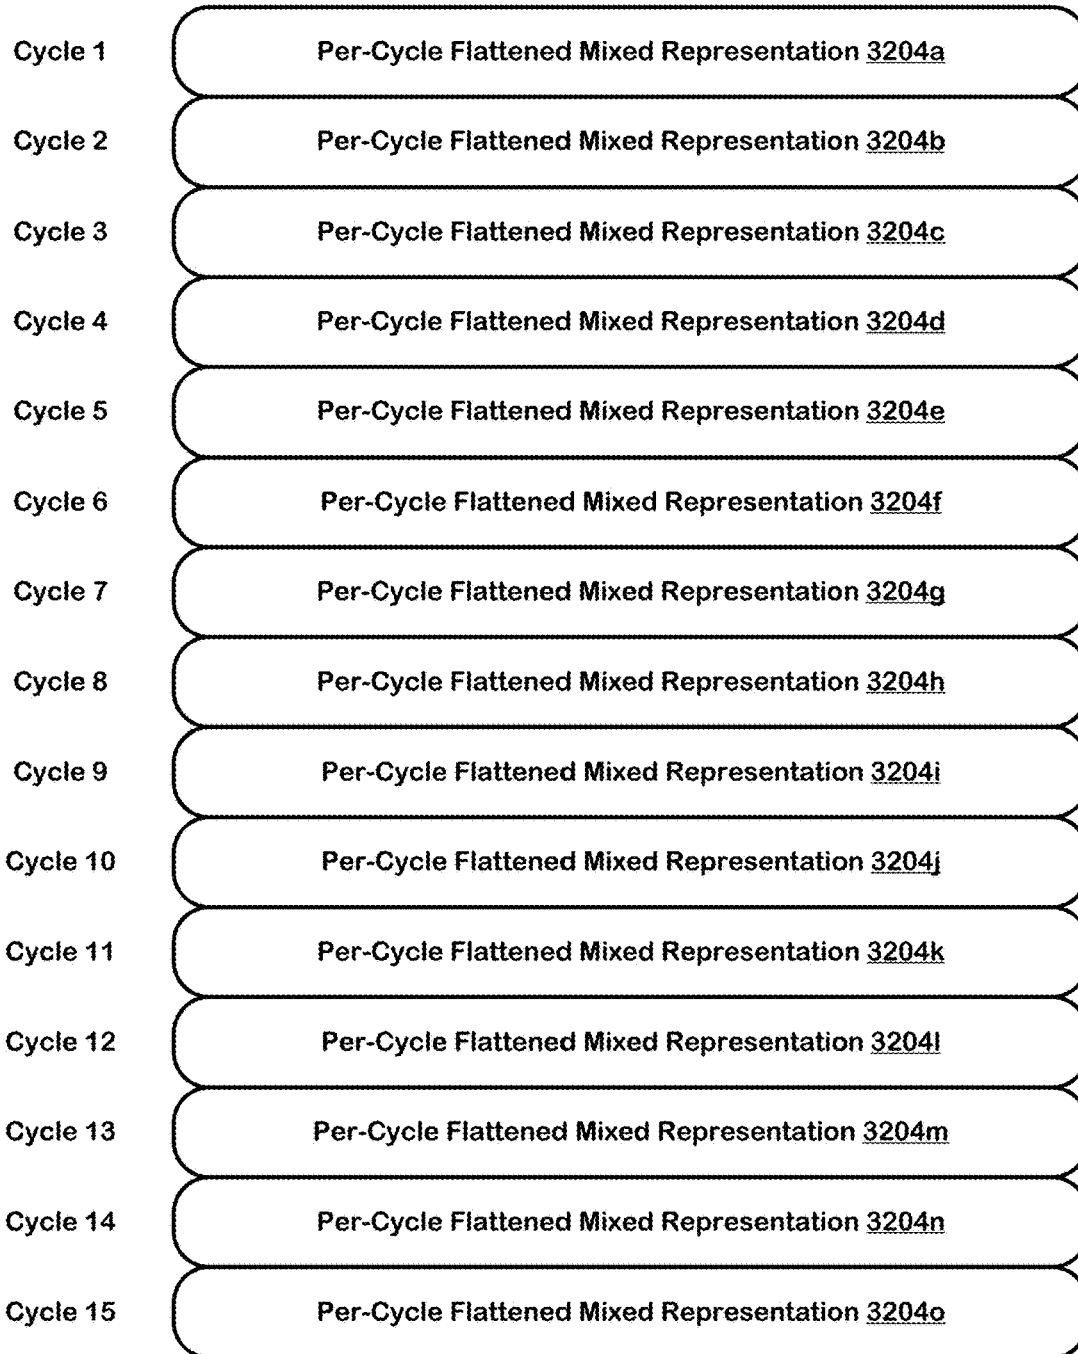 Cycle 1 Per-Cycle Flattened Mixed Representation 3204a
Cycle 2 Per-Cycle Flattened Mixed Representation 3204b
Cycle 3 Per-Cycle Flattened Mixed Representation 3204c
Cycle 4 Per-Cycle Flattened Mixed Representation 3204d
Cycle 5 Per-Cycle Flattened Mixed Representation 3204e
Cycle 6 Per-Cycle Flattened Mixed Representation 3204f
Cycle 7 Per-Cycle Flattened Mixed Representation 3204g
Cycle 8 Per-Cycle Flattened Mixed Representation 3204h
Cycle 9 Per-Cycle Flattened Mixed Representation 3204i
Cycle 10 Per-Cycle Flattened Mixed Representation 3204j
Cycle 11 Per-Cycle Flattened Mixed Representation 3204k
Cycle 12 Per-Cycle Flattened Mixed Representation 3204l
Cycle 13 Per-Cycle Flattened Mixed Representation 3204m
Cycle 14 Per-Cycle Flattened Mixed Representation 3204n
Cycle 15 Per-Cycle Flattened Mixed Representation 3204o